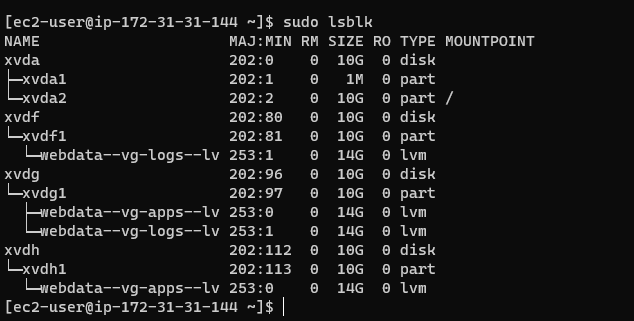 [ec2-user@ip-172-31-31-144 ~]$ sudo lsblk
NAME                     MAJ:MIN RM SIZE RO TYPE MOUNTPOINT
xvda                     202:0    0  10G  0 disk
├─xvda1                  202:1    0   1M  0 part
└─xvda2                  202:2    0  10G  0 part /
xvdf                     202:80   0  10G  0 disk
└─xvdf1                  202:81   0  10G  0 part
  └─webdata--vg-logs--lv 253:1    0  14G  0 lvm
xvdg                     202:96   0  10G  0 disk
└─xvdg1                  202:97   0  10G  0 part
  ├─webdata--vg-apps--lv 253:0    0  14G  0 lvm
  └─webdata--vg-logs--lv 253:1    0  14G  0 lvm
xvdh                     202:112  0  10G  0 disk
└─xvdh1                  202:113  0  10G  0 part
  └─webdata--vg-apps--lv 253:0    0  14G  0 lvm
[ec2-user@ip-172-31-31-144 ~]$